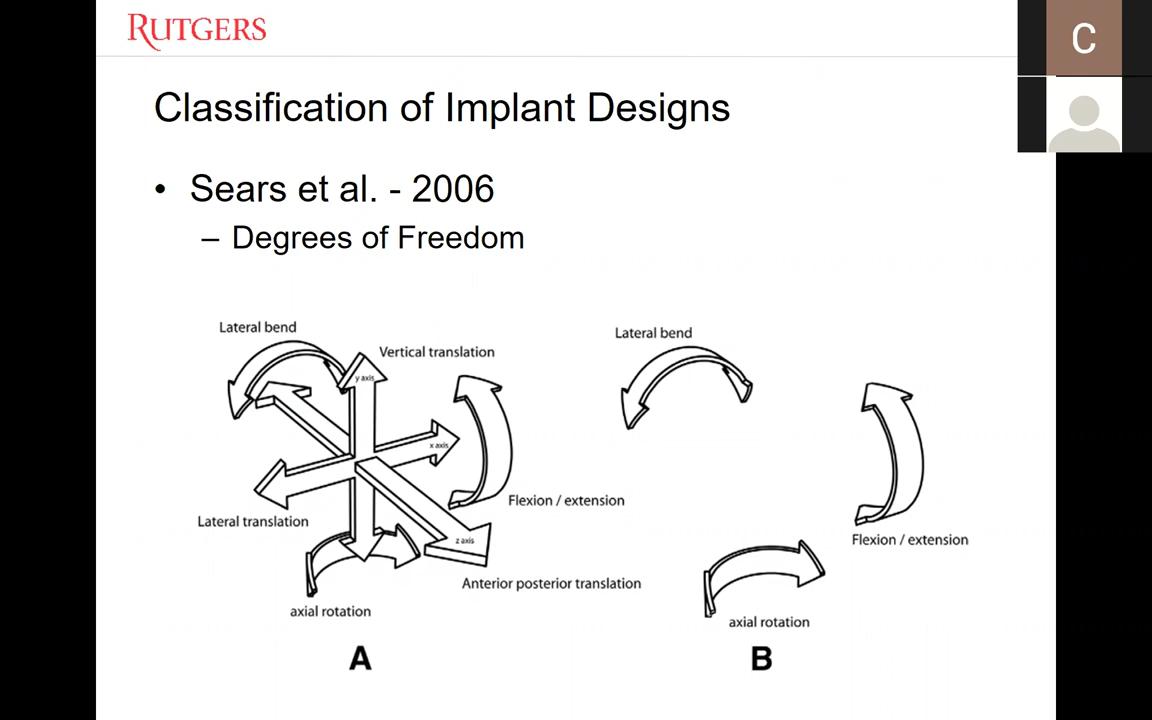 RUTGERS
C
Classification of Implant Designs
• Sears et al. - 2006
– Degrees of Freedom
Lateral bend
Vertical translation
y axis
x axis
Flexion / extension
Lateral translation
z axis
Anterior posterior translation
axial rotation
A
Lateral bend
Flexion / extension
axial rotation
B